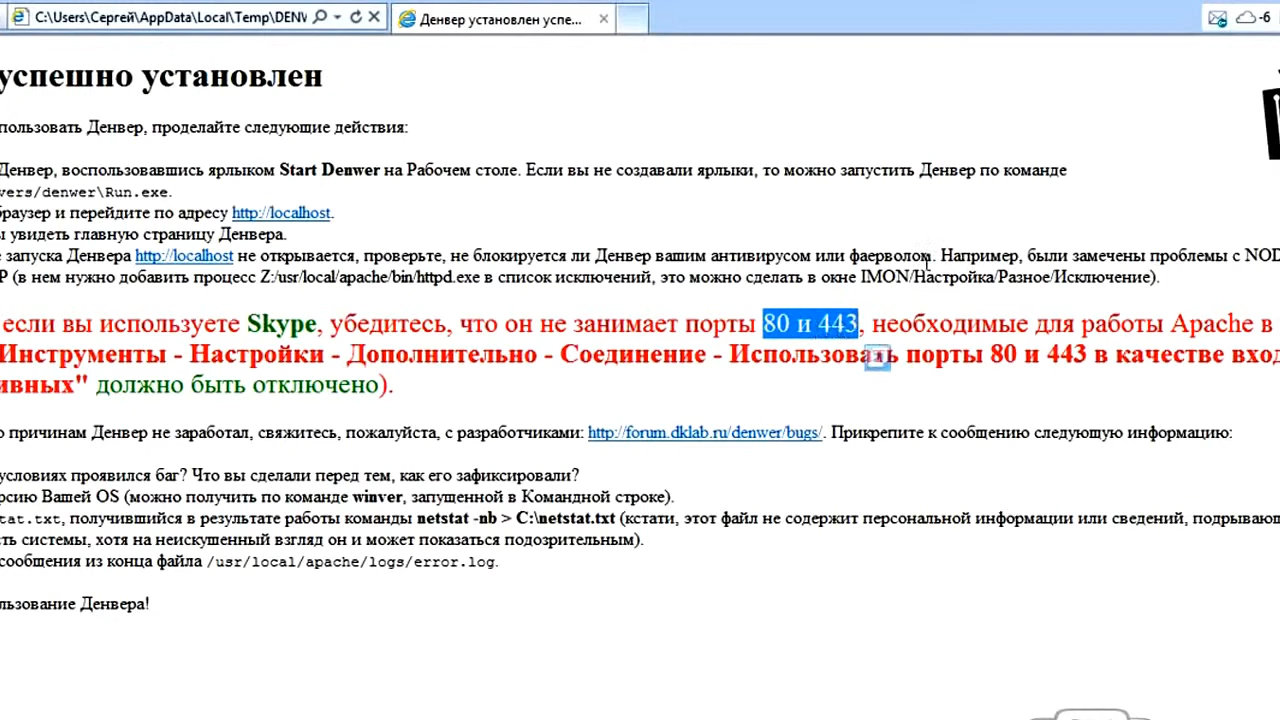 C:\Users\Сергей\AppData\Local\Temp\DENW
Денвер установлен успе...
-6
успешно установлен
пользовать Денвер, проделайте следующие действия:
Денвер, воспользовавшись ярлыком Start Denwer на Рабочем столе. Если вы не создавали ярлыки, то можно запустить Денвер по команде
vers/denwer\Run.exe.
браузер и перейдите по адресу http://localhost.
ы увидеть главную страницу Денвера.
е запуска Денвера http://localhost не открывается, проверьте, не блокируется ли Денвер вашим антивирусом или фаерволом. Например, были замечены проблемы с NOD
P (в нем нужно добавить процесс Z:/usr/local/apache/bin/httpd.exe в список исключений, это можно сделать в окне IMON/Настройка/Разное/Исключение).
если вы используете Skype, убедитесь, что он не занимает порты 80 и 443, необходимые для работы Apache в
Инструменты - Настройки - Дополнительно - Соединение - Использовать порты 80 и 443 в качестве вход
ивных" должно быть отключено).
о причинам Денвер не заработал, свяжитесь, пожалуйста, с разработчиками: http://forum.dklab.ru/denwer/bugs/. Прикрепите к сообщению следующую информацию:
условиях проявился баг? Что вы сделали перед тем, как его зафиксировали?
рсию Вашей OS (можно получить по команде winver, запущенной в Командной строке).
tat.txt, получившийся в результате работы команды netstat -nb > C:\netstat.txt (кстати, этот файл не содержит персональной информации или сведений, подрывающ
ть системы, хотя на неискушенный взгляд он и может показаться подозрительным).
сообщения из конца файла /usr/local/apache/logs/error.log.
льзование Денвера!